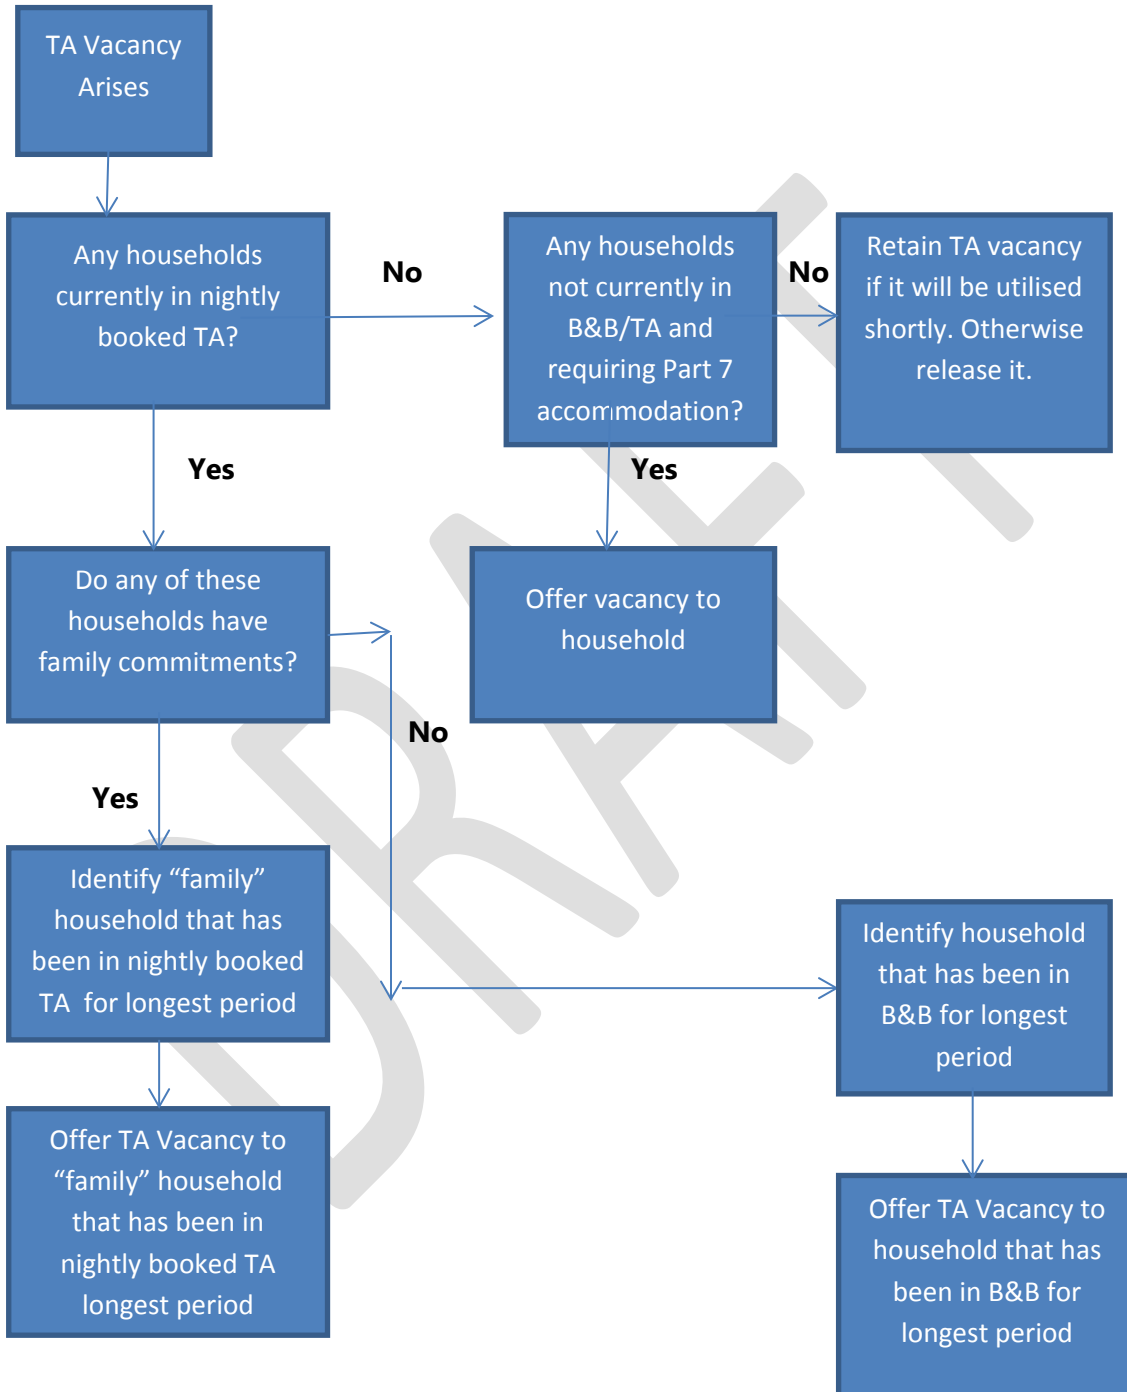 TA Vacancy
Arises
Any households
currently in nightly
booked TA?
No
Any households
not currently in
B&B/TA and
requiring Part 7
accommodation?
No
Retain TA vacancy
if it will be utilised
shortly. Otherwise
release it.
Yes
Yes
Do any of these
households have
family commitments?
Offer vacancy to
household
No
Yes
Identify “family”
household that has
been in nightly booked
TA  for longest period
Identify household
that has been in
B&B for longest
period
Offer TA Vacancy to
“family” household
that has been in
nightly booked TA
longest period
Offer TA Vacancy to
household that has
been in B&B for
longest period
DRAFT